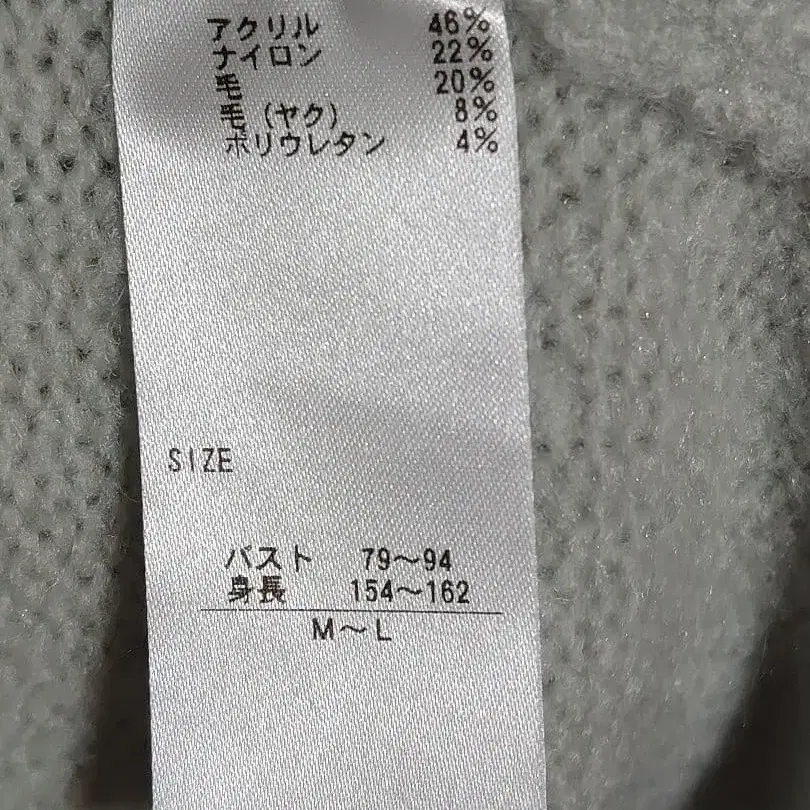 アクリル 46%
ナイロン 22%
毛 20%
毛(ヤク) 8%
ポリウレタン 4%
SIZE
バスト 79~94
身長 154~162
M~L